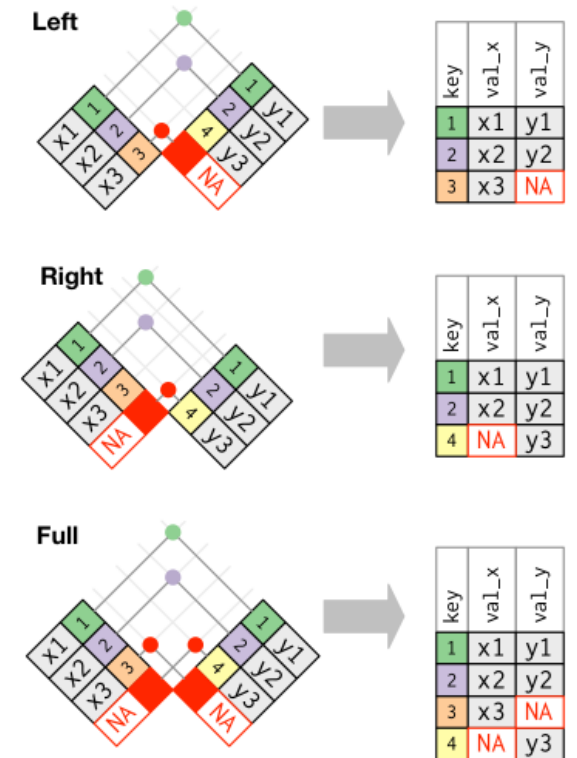 Left
1 x1
2 x2
3 x3
1 y1
2 y2
4 y3
NA
key val_x val_y
1 x1 y1
2 x2 y2
3 x3 NA
Right
1 x1
2 x2
3 x3
NA
1 y1
2 y2
4 y3
key val_x val_y
1 x1 y1
2 x2 y2
4 NA y3
Full
1 x1
2 x2
3 x3
NA
1 y1
2 y2
4 y3
NA
key val_x val_y
1 x1 y1
2 x2 y2
3 x3 NA
4 NA y3